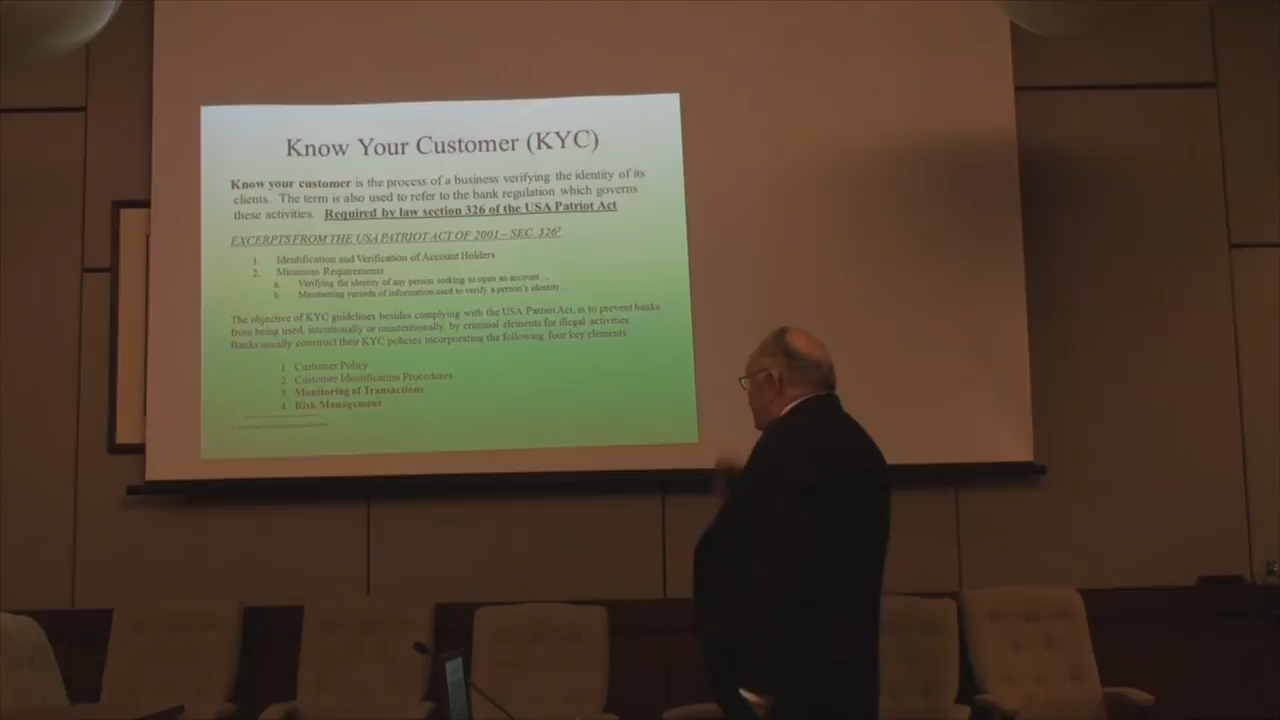 Know Your Customer (KYC)
Know your customer is the process of a business verifying the identity of its
clients. The term is also used to refer to the bank regulation which governs
these activities. Required by law section 326 of the USA Patriot Act
EXCERPTS FROM THE USA PATRIOT ACT OF 2001 – SEC. 326¹
1. Identification and Verification of Account Holders
2. Minimum Requirements
a. Verifying the identity of any person seeking to open an account…
b. Maintaining records of information used to verify a person's identity…
The objective of KYC guidelines besides complying with the USA Patriot Act, is to prevent banks
from being used, intentionally or unintentionally, by criminal elements for illegal activities.
Banks usually construct their KYC policies incorporating the following four key elements.
1 Customer Policy
2 Customer Identification Procedures
3 Monitoring of Transactions
4 Risk Management